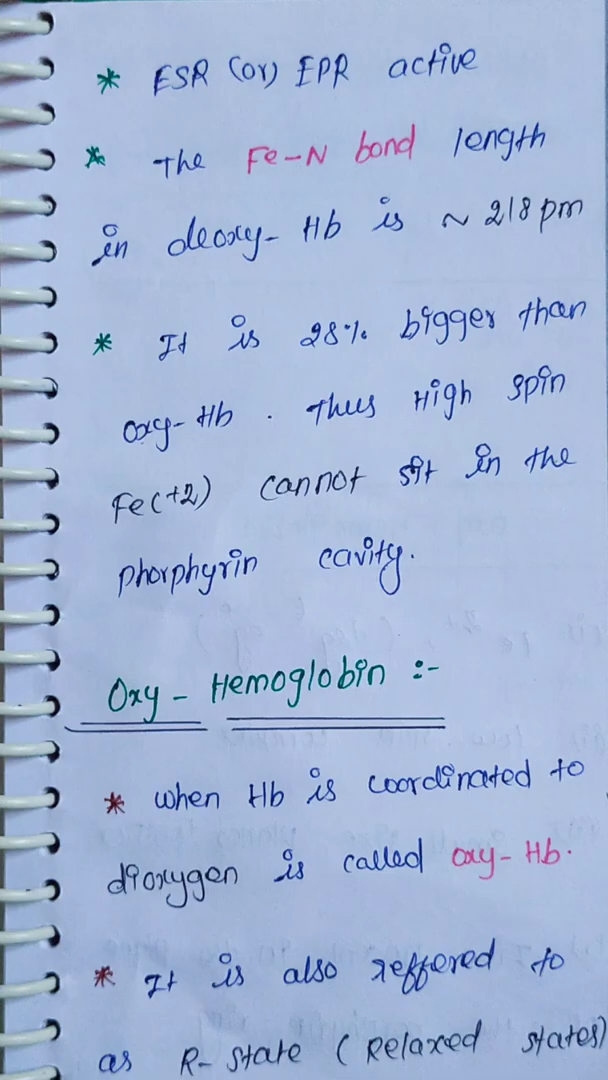 * ESR (or) EPR active
* The Fe-N bond length
in deoxy-Hb is ~ 218 pm
* It is 28% bigger than
oxy-Hb. Thus High spin
Fe(+2) cannot sit in the
phorphyrin cavity.
Oxy-Hemoglobin :-
* when Hb is coordinated to
dioxygen is called oxy-Hb.
* It is also reffered to
as R-state (Relaxed states)